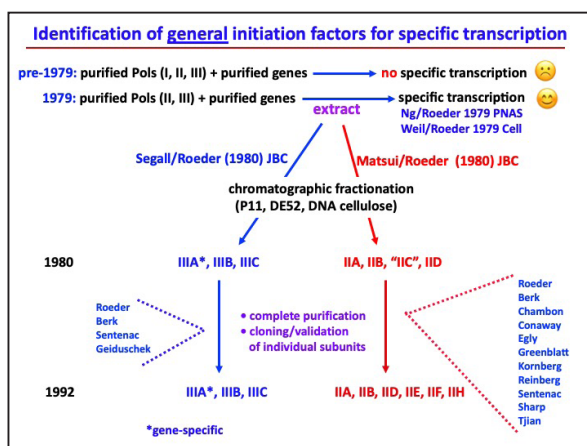 Identification of general initiation factors for specific transcription
pre-1979: purified Pols (I, II, III) + purified genes no specific transcription
1979: purified Pols (II, III) + purified genes specific transcription
extract
Ng/Roeder 1979 PNAS
Weil/Roeder 1979 Cell
Segall/Roeder (1980) JBC
Matsui/Roeder (1980) JBC
chromatographic fractionation
(P11, DE52, DNA cellulose)
1980 IIIA*, IIIB, IIIC IIA, IIB, “IIC”, IID
Roeder
Berk
Sentenac
Geiduschek
• complete purification
• cloning/validation
of individual subunits
Roeder
Berk
Chambon
Conaway
Egly
Greenblatt
Kornberg
Reinberg
Sentenac
Sharp
Tjian
1992 IIIA*, IIIB, IIIC IIA, IIB, IID, IIE, IIF, IIH
*gene-specific